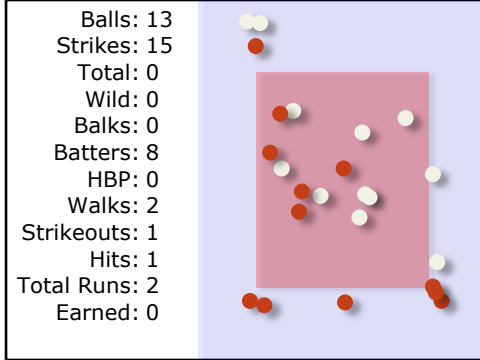 Balls: 13
Strikes: 15
Total: 0
Wild: 0
Balks: 0
Batters: 8
HBP: 0
Walks: 2
Strikeouts: 1
Hits: 1
Total Runs: 2
Earned: 0